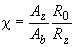 χ = A_z/A_b R_0/R_z